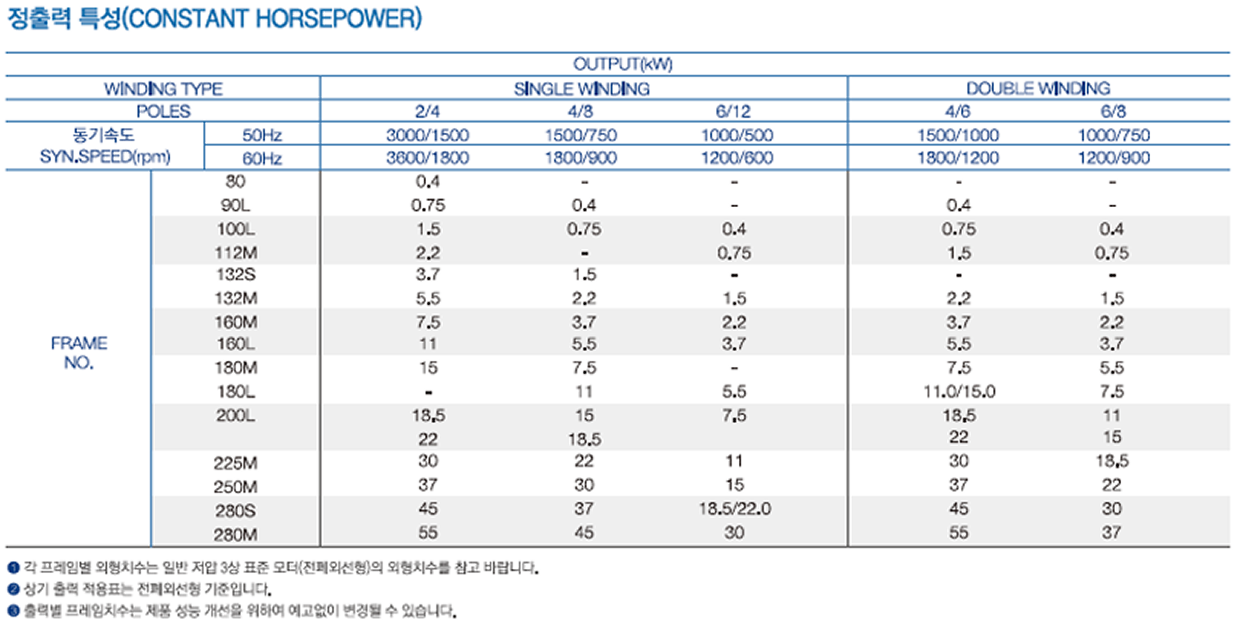 정출력 특성(CONSTANT HORSEPOWER)
OUTPUT(kW)
WINDING TYPE SINGLE WINDING DOUBLE WINDING
POLES 2/4 4/8 6/12 4/6 6/8
동기속도 50Hz 3000/1500 1500/750 1000/500 1500/1000 1000/750
SYN.SPEED(rpm) 60Hz 3600/1800 1800/900 1200/600 1800/1200 1200/900
80 0.4 - - - -
90L 0.75 0.4 - 0.4 -
100L 1.5 0.75 0.4 0.75 0.4
112M 2.2 - 0.75 1.5 0.75
132S 3.7 1.5 - - -
132M 5.5 2.2 1.5 2.2 1.5
160M 7.5 3.7 2.2 3.7 2.2
FRAME NO. 160L 11 5.5 3.7 5.5 3.7
180M 15 7.5 - 7.5 5.5
180L - 11 5.5 11.0/15.0 7.5
200L 18.5 15 7.5 18.5 11
22 18.5 22 15
225M 30 22 11 30 18.5
250M 37 30 15 37 22
280S 45 37 18.5/22.0 45 30
280M 55 45 30 55 37
❶ 각 프레임별 외형치수는 일반 저압 3상 표준 모터(전폐외선형)의 외형치수를 참고 바랍니다.
❷ 상기 출력 적용표는 전폐외선형 기준입니다.
❸ 출력별 프레임치수는 제품 성능 개선을 위하여 예고없이 변경될 수 있습니다.